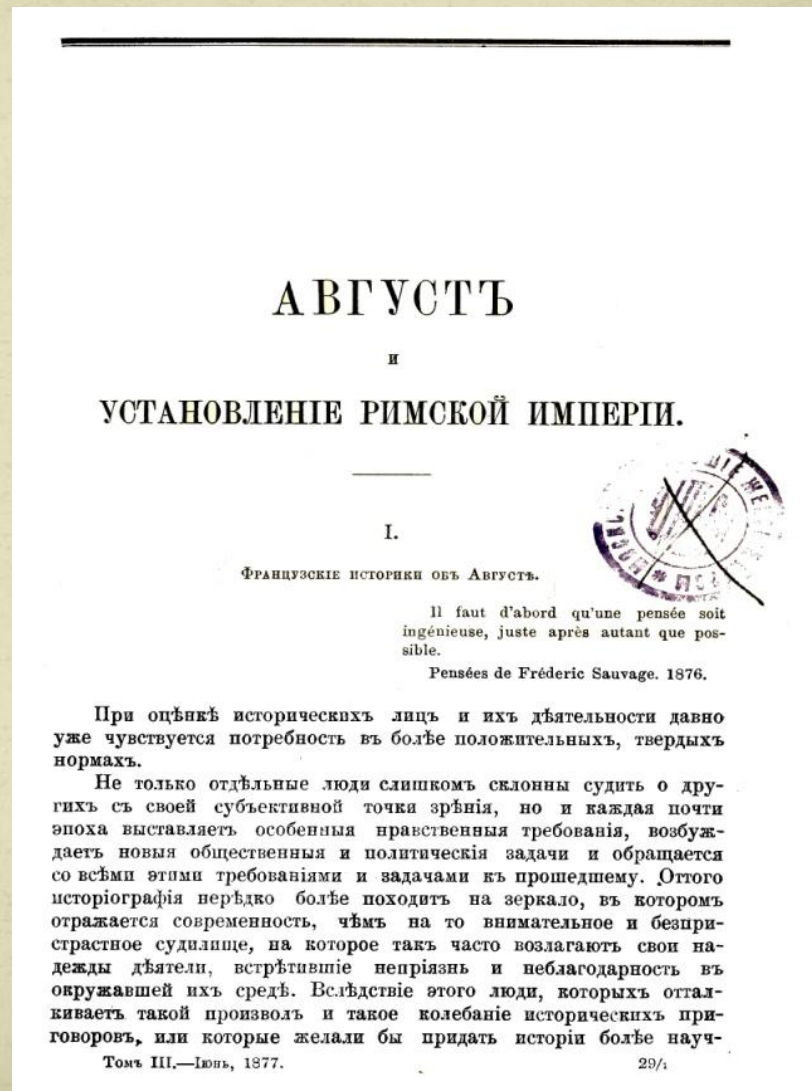 АВГУСТЪ
и
УСТАНОВЛЕНІЕ РИМСКОЙ ИМПЕРІИ.
I.
Французскіе историки объ Августѣ.
Il faut d'abord qu'une pensée soit
ingénieuse, juste après autant que pos-
sible.
Pensées de Fréderic Sauvage. 1876.
При оцѣнкѣ историческихъ лицъ и ихъ дѣятельности давно
уже чувствуется потребность въ болѣе положительныхъ, твердыхъ
нормахъ.
Не только отдѣльные люди слишкомъ склонны судить о дру-
гихъ съ своей субъективной точки зрѣнія, но и каждая почти
эпоха выставляетъ особенныя нравственныя требованія, возбуж-
даетъ новыя общественныя и политическія задачи и обращается
со всѣми этими требованіями и задачами къ прошедшему. Оттого
исторіографія нерѣдко болѣе походитъ на зеркало, въ которомъ
отражается современность, чѣмъ на то внимательное и безпри-
страстное судилище, на которое такъ часто возлагаютъ свои на-
дежды дѣятели, встрѣтившіе непріязнь и неблагодарность въ
окружавшей ихъ средѣ. Вслѣдствіе этого люди, которыхъ оттал-
киваетъ такой произволъ и такое колебаніе историческихъ при-
говоровъ, или которые желали бы придать исторіи болѣе науч-
Томъ III.—Іюнь, 1877. 29/1